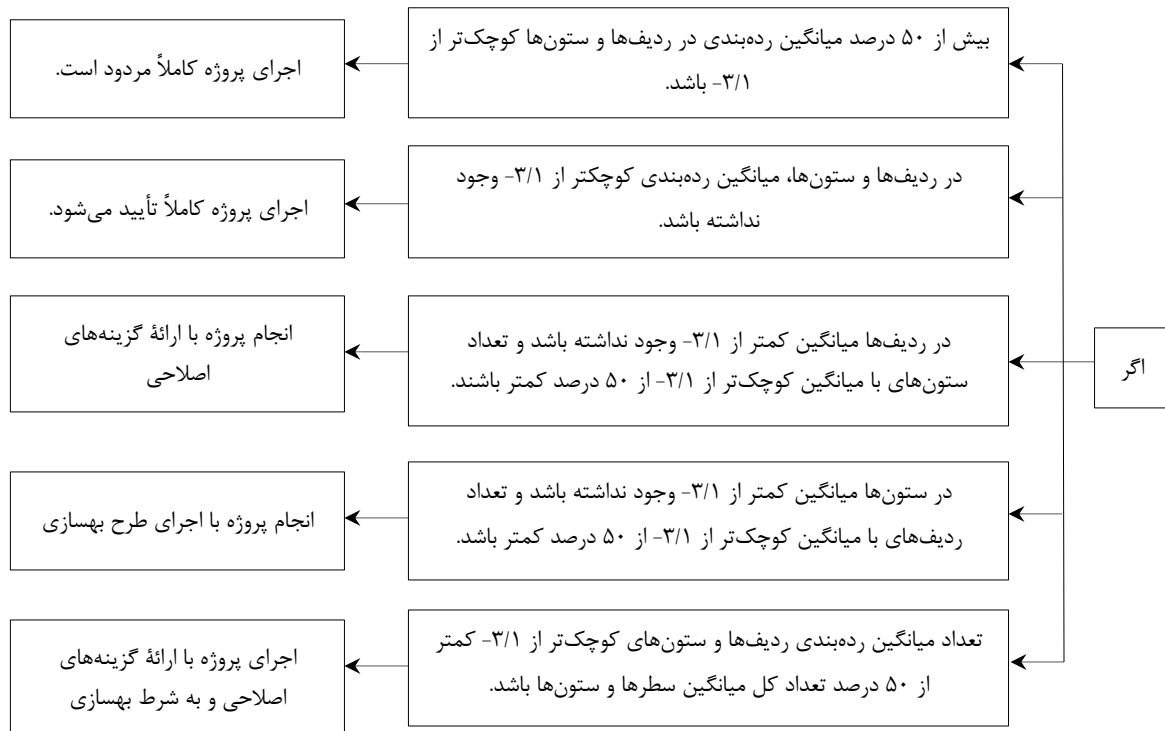 اگر
بیش از ۵۰ درصد میانگین رده‌بندی در ردیف‌ها و ستون‌ها کوچک‌تر از
۳/۱- باشد.
اجرای پروژه کاملاً مردود است.
در ردیف‌ها و ستون‌ها، میانگین رده‌بندی کوچکتر از ۳/۱- وجود
نداشته باشد.
اجرای پروژه کاملاً تأیید می‌شود.
در ردیف‌ها میانگین کمتر از ۳/۱- وجود نداشته باشد و تعداد
ستون‌های با میانگین کوچک‌تر از ۳/۱- از ۵۰ درصد کمتر باشند.
انجام پروژه با ارائهٔ گزینه‌های
اصلاحی
در ستون‌ها میانگین کمتر از ۳/۱- وجود نداشته باشد و تعداد
ردیف‌های با میانگین کوچک‌تر از ۳/۱- از ۵۰ درصد کمتر باشد.
انجام پروژه با اجرای طرح بهسازی
تعداد میانگین رده‌بندی ردیف‌ها و ستون‌های کوچک‌تر از ۳/۱- کمتر
از ۵۰ درصد تعداد کل میانگین سطرها و ستون‌ها باشد.
اجرای پروژه با ارائهٔ گزینه‌های
اصلاحی و به شرط بهسازی